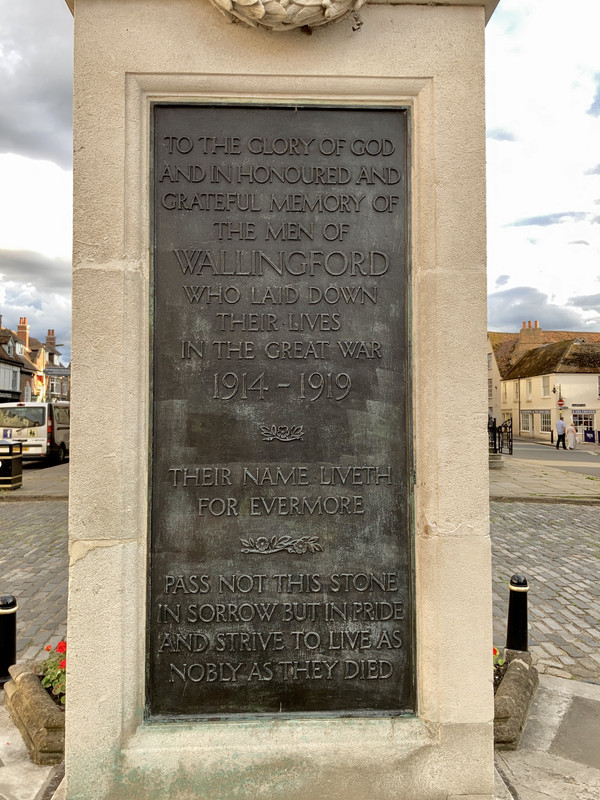 TO THE GLORY OF GOD
AND IN HONOURED AND
GRATEFUL MEMORY OF
THE MEN OF
WALLINGFORD
WHO LAID DOWN
THEIR LIVES
IN THE GREAT WAR
1914 - 1919
THEIR NAME LIVETH
FOR EVERMORE
PASS NOT THIS STONE
IN SORROW BUT IN PRIDE
AND STRIVE TO LIVE AS
NOBLY AS THEY DIED